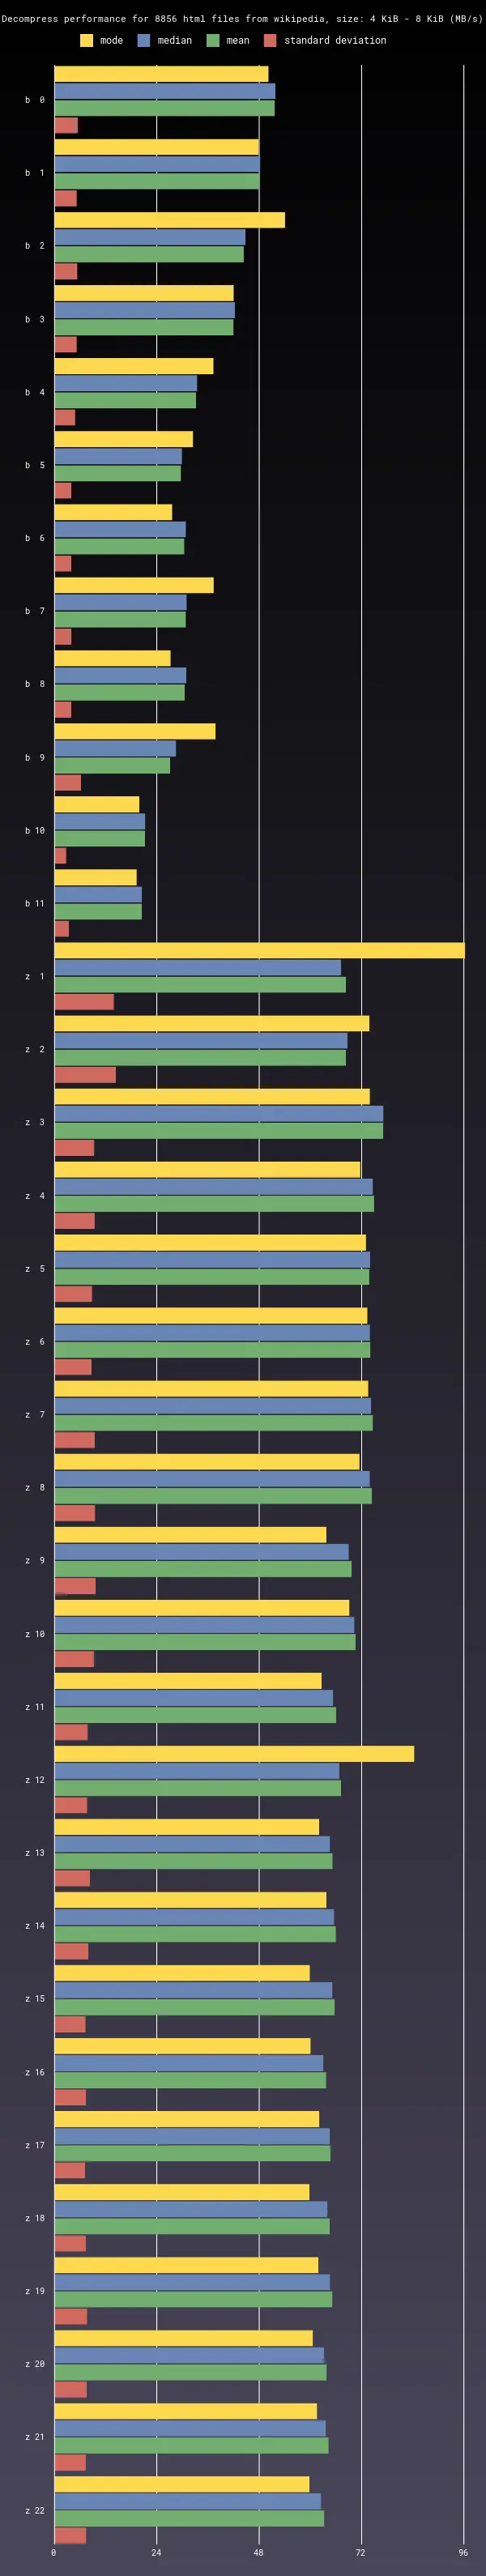 Decompress performance for 8856 html files from wikipedia, size: 4 KiB - 8 KiB (MB/s)
mode median mean standard deviation
b 0
b 1
b 2
b 3
b 4
b 5
b 6
b 7
b 8
b 9
b 10
b 11
z 1
z 2
z 3
z 4
z 5
z 6
z 7
z 8
z 9
z 10
z 11
z 12
z 13
z 14
z 15
z 16
z 17
z 18
z 19
z 20
z 21
z 22
0 24 48 72 96